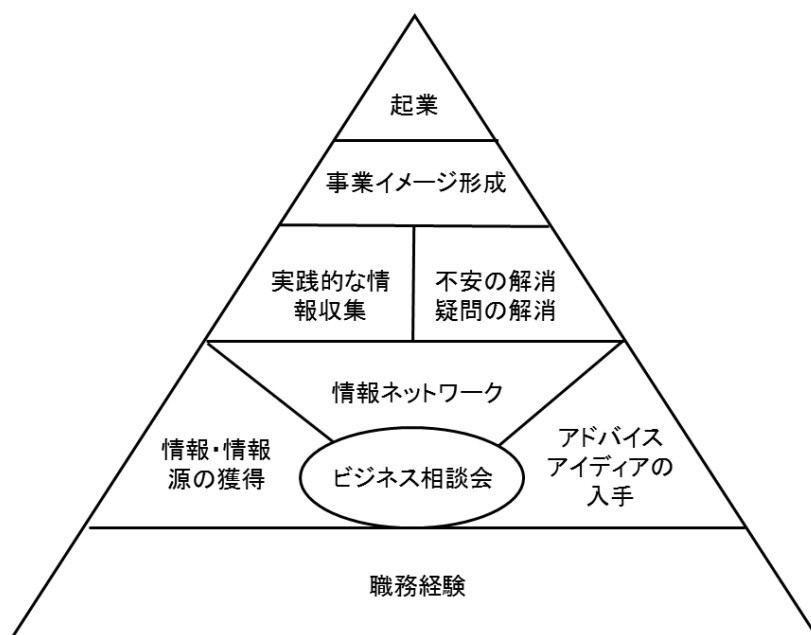 起業
事業イメージ形成
実践的な情
報収集
不安の解消
疑問の解消
情報ネットワーク
情報・情報
源の獲得
ビジネス相談会
アドバイス
アイディアの
入手
職務経験